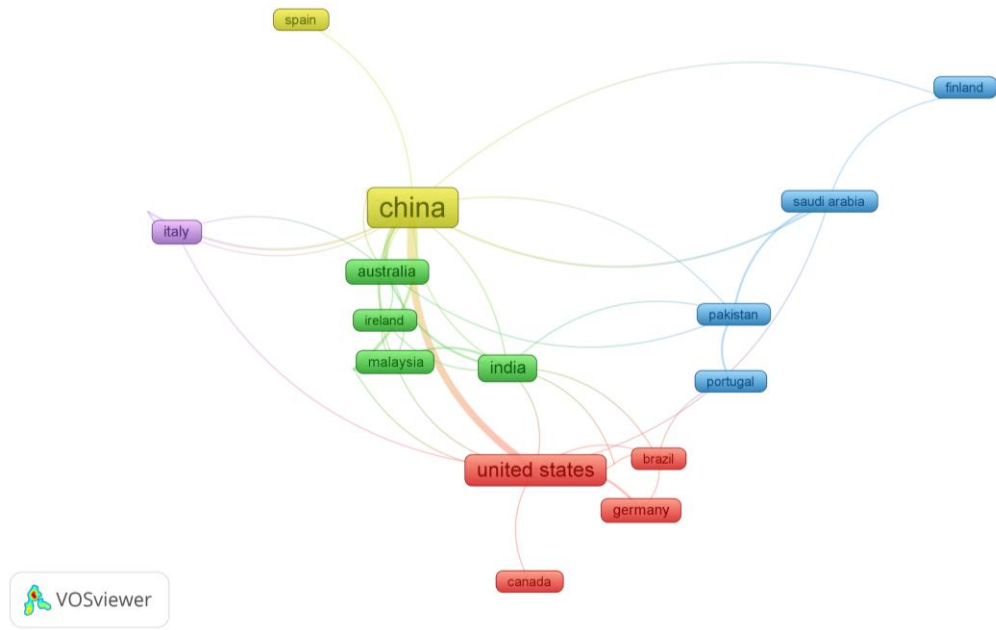 spain
finland
china
saudi arabia
italy
australia
ireland
pakistan
malaysia
india
portugal
united states
brazil
germany
canada
VOSviewer